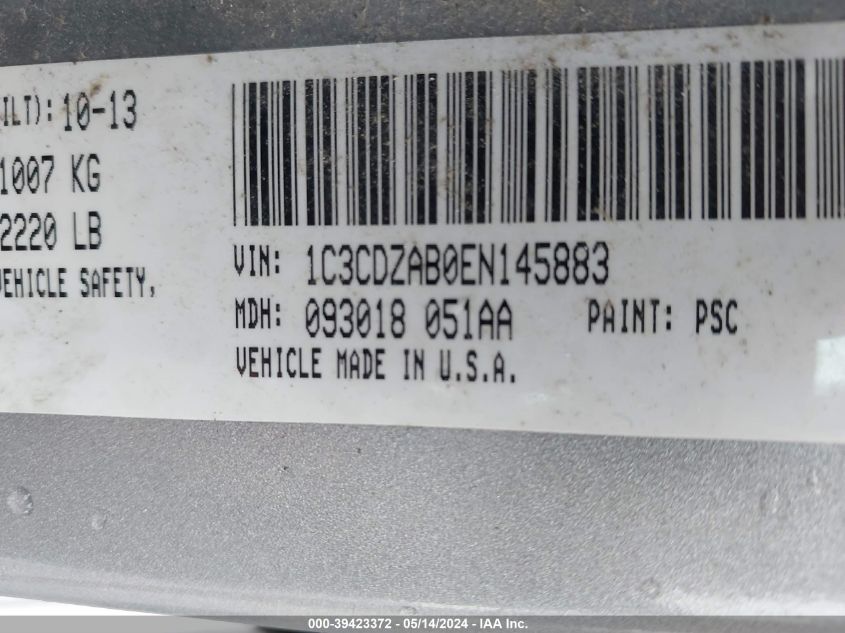 ILT): 10-13
1007 KG
2220 LB
VEHICLE SAFETY,
VIN: 1C3CDZAB0EN145883
MDH: 093018 051AA PAINT: PSC
VEHICLE MADE IN U.S.A.
000-39423372 - 05/14/2024 - IAA Inc.